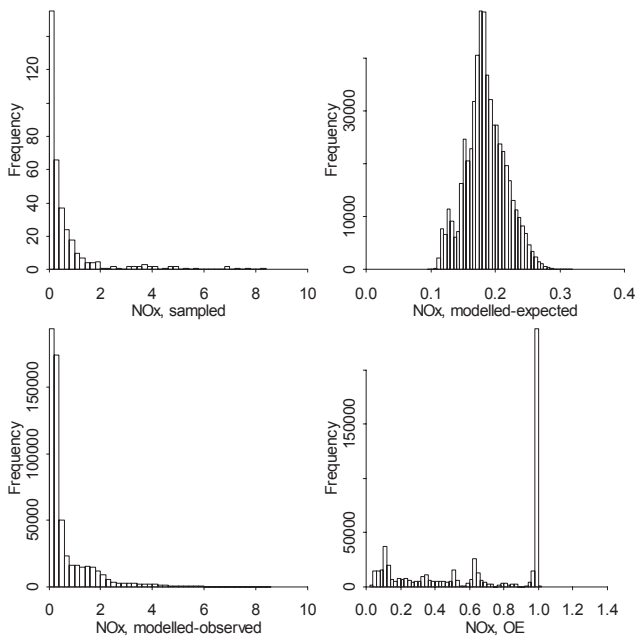 Frequency
0 20 40 60 80 120
0 2 4 6 8 10
NOx, sampled
Frequency
0 10000 30000
0.0 0.1 0.2 0.3 0.4
NOx, modelled-expected
Frequency
0 50000 100000 150000
0 2 4 6 8 10
NOx, modelled-observed
Frequency
0 50000 150000
0.0 0.2 0.4 0.6 0.8 1.0 1.2 1.4
NOx, OE